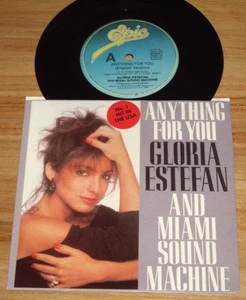 Epic
A
ANYTHING FOR YOU
(English Version)
GLORIA ESTEFAN
AND MIAMI SOUND
MACHINE
No. 1
HIT IN
THE USA
ANYTHING
FOR YOU
GLORIA
ESTEFAN
AND
MIAMI
SOUND
MACHINE